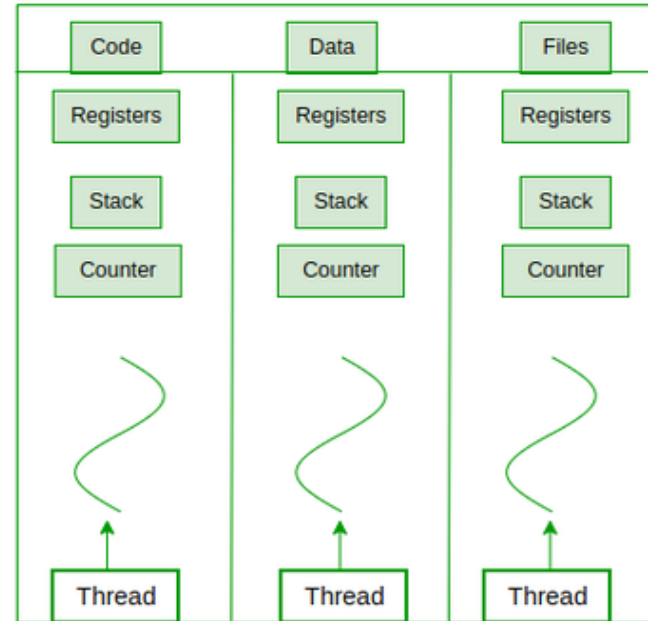 Code Data Files
Registers Registers Registers
Stack Stack Stack
Counter Counter Counter
Thread Thread Thread